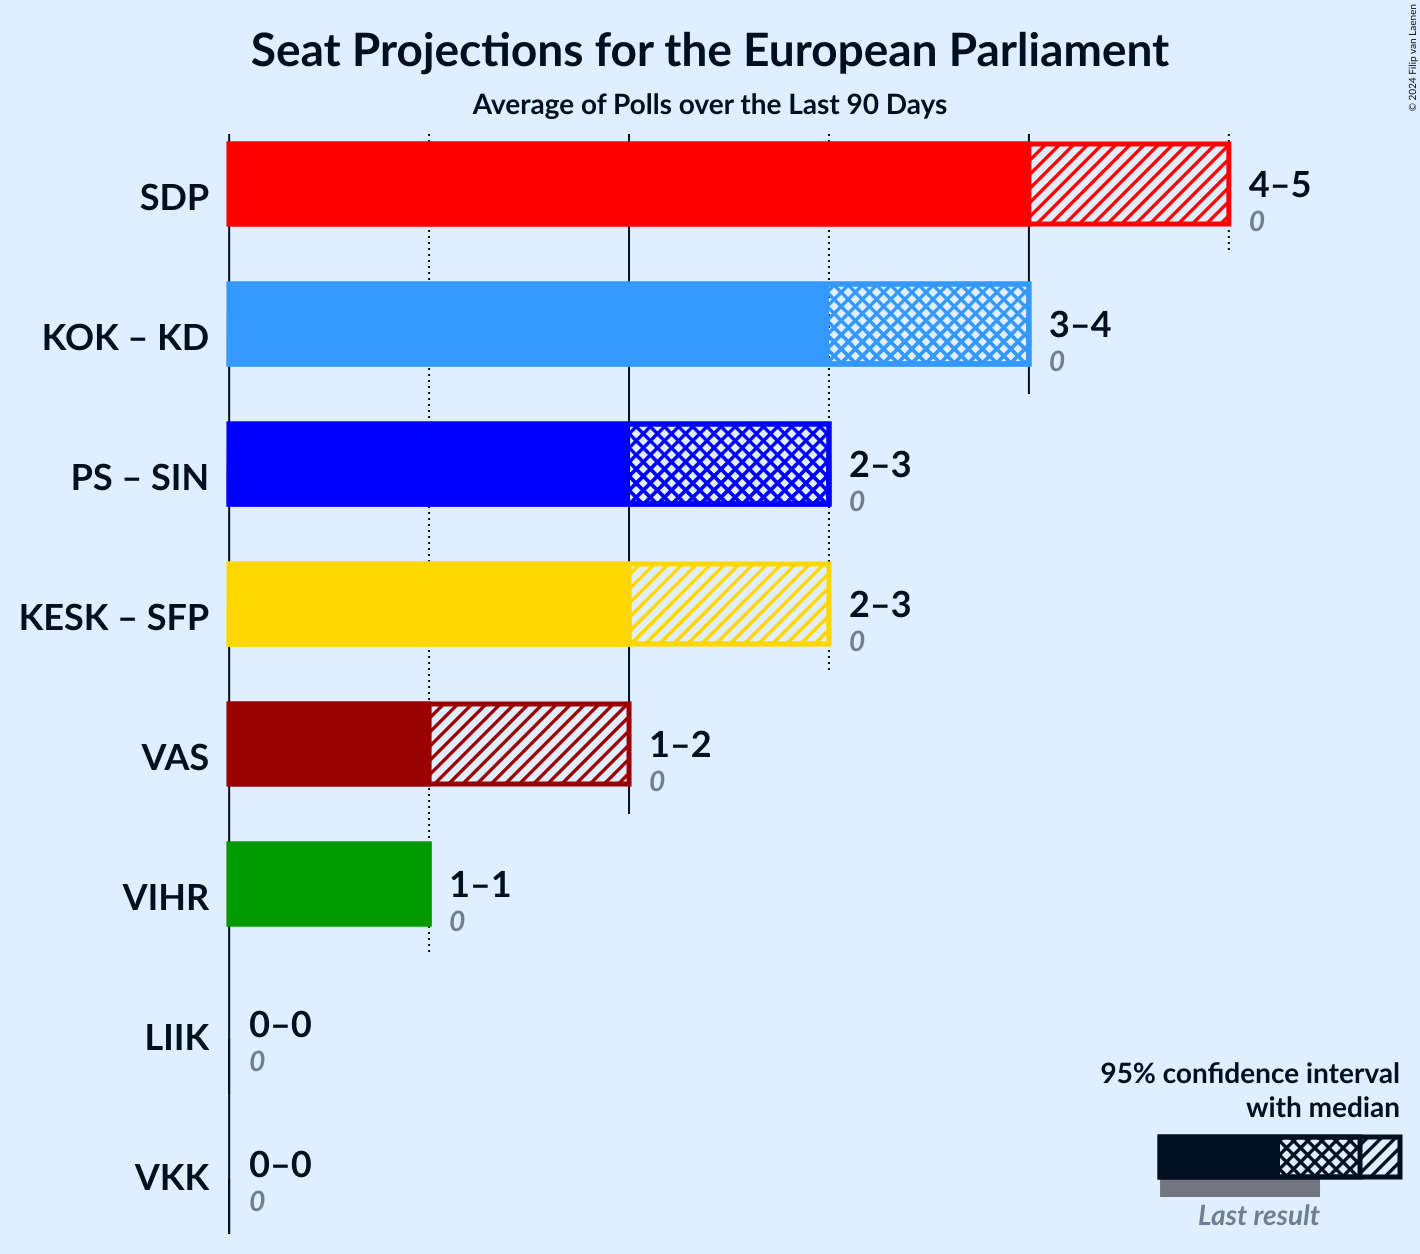 Seat Projections for the European Parliament
Average of Polls over the Last 90 Days
© 2024 Filip van Laenen
SDP
4–5
0
KOK – KD
3–4
0
PS – SIN
2–3
0
KESK – SFP
2–3
0
VAS
1–2
0
VIHR
1–1
0
LIIK
0–0
0
VKK
0–0
0
95% confidence interval
with median
Last result